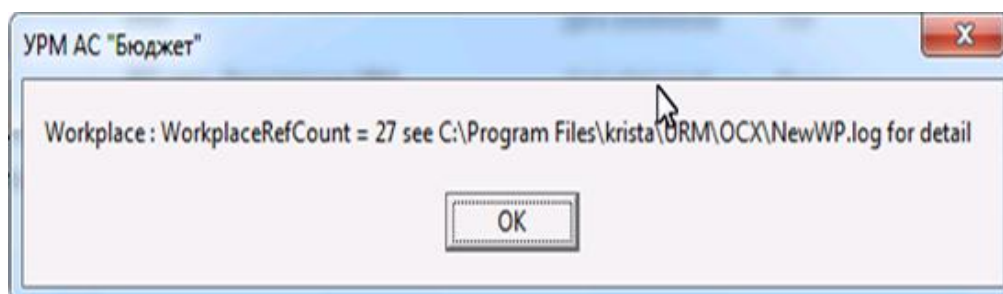 УРМ АС "Бюджет"
Workplace : WorkplaceRefCount = 27 see C:\Program Files\krista\URM\OCX\NewWP.log for detail
OK